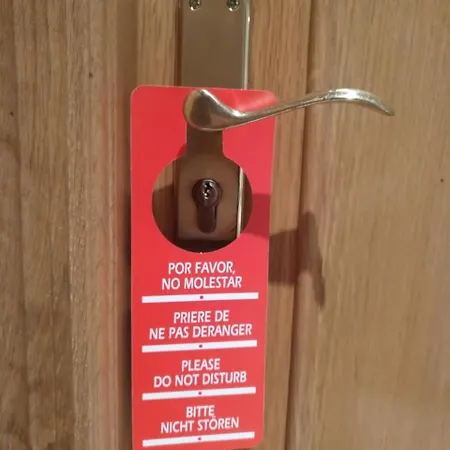 POR FAVOR,
NO MOLESTAR
PRIERE DE
NE PAS DERANGER
PLEASE
DO NOT DISTURB
BITTE
NICHT STÖREN